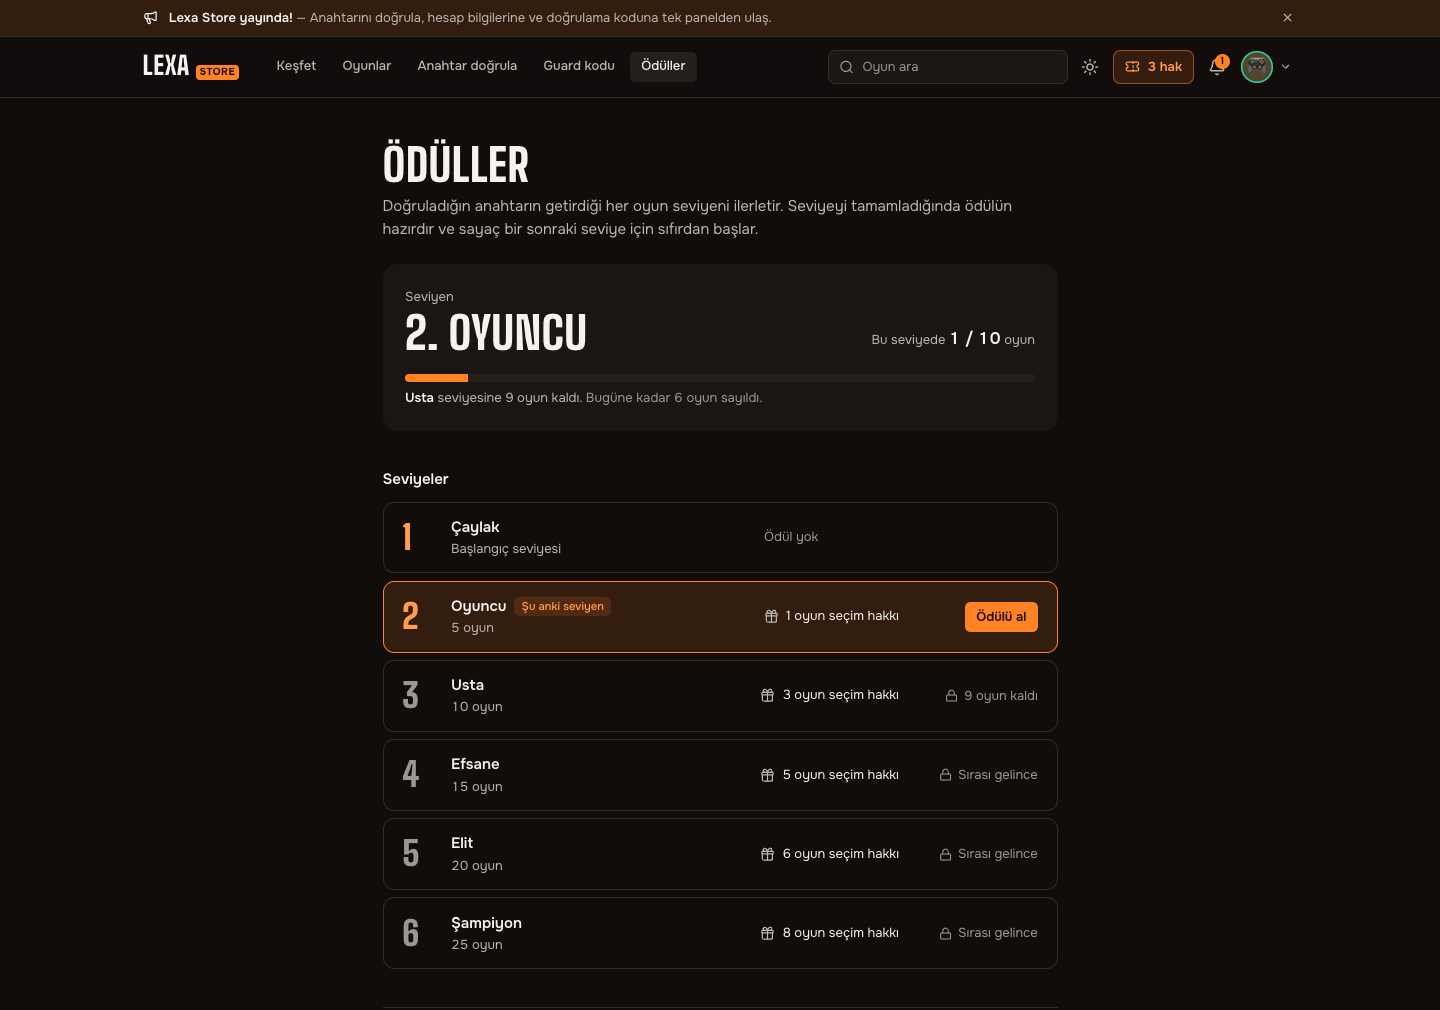 Lexa Store yayında! — Anahtarını doğrula, hesap bilgilerine ve doğrulama koduna tek panelden ulaş.
LEXA STORE
Keşfet
Oyunlar
Anahtar doğrula
Guard kodu
Ödüller
Oyun ara
3 hak
1
ÖDÜLLER
Doğruladığın anahtarın getirdiği her oyun seviyeni ilerletir. Seviyeyi tamamladığında ödülün
hazırdır ve sayaç bir sonraki seviye için sıfırdan başlar.
Seviyen
2. OYUNCU
Bu seviyede 1 / 10 oyun
Usta seviyesine 9 oyun kaldı. Bugüne kadar 6 oyun sayıldı.
Seviyeler
1
Çaylak
Başlangıç seviyesi
Ödül yok
2
Oyuncu Şu anki seviyen
5 oyun
1 oyun seçim hakkı
Ödülü al
3
Usta
10 oyun
3 oyun seçim hakkı
9 oyun kaldı
4
Efsane
15 oyun
5 oyun seçim hakkı
Sırası gelince
5
Elit
20 oyun
6 oyun seçim hakkı
Sırası gelince
6
Şampiyon
25 oyun
8 oyun seçim hakkı
Sırası gelince